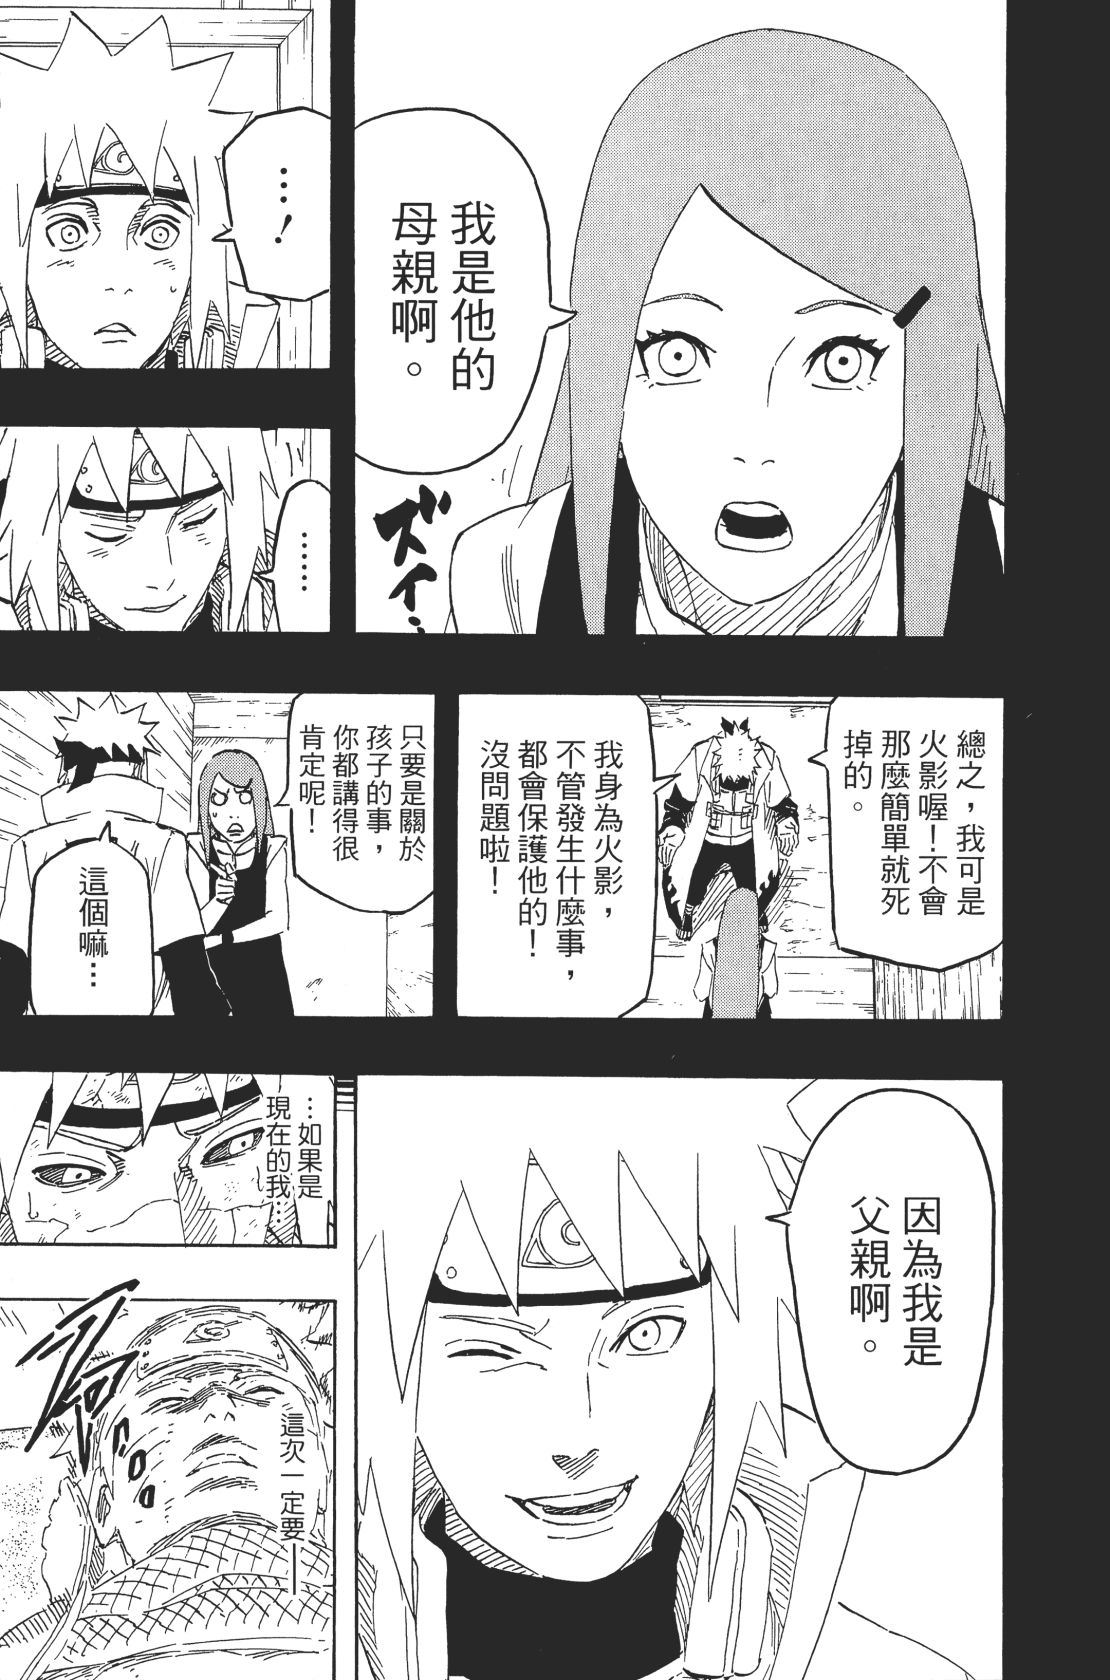 我是他的
母親啊。
ズイ…
…！
……
總之，我可是
火影喔！不會
那麼簡單就死
掉的。
我身為火影，
不管發生什麼事，
都會保護他的！
沒問題啦！
只要是關於
孩子的事，
你都講得很
肯定呢！
這個嘛…
因為我是
父親啊。
…如果是
現在的我…
這次一定要——